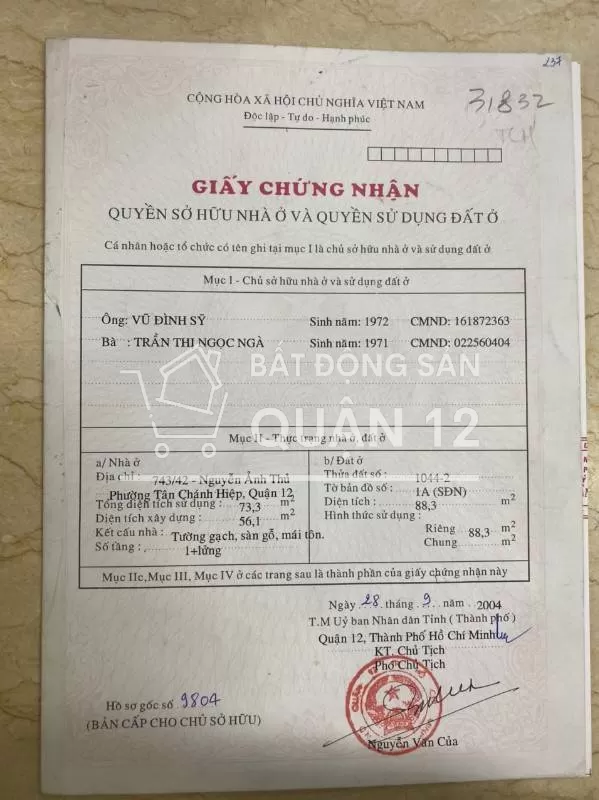 237
CỘNG HÒA XÃ HỘI CHỦ NGHĨA VIỆT NAM
Độc lập - Tự do - Hạnh phúc
31832
TCH
GIẤY CHỨNG NHẬN
QUYỀN SỞ HỮU NHÀ Ở VÀ QUYỀN SỬ DỤNG ĐẤT Ở
Cá nhân hoặc tổ chức có tên ghi tại mục I là chủ sở hữu nhà ở và sử dụng đất ở
Mục I - Chủ sở hữu nhà ở và sử dụng đất ở
Ông: VŨ ĐÌNH SỸ Sinh năm: 1972 CMND: 161872363
Bà : TRẦN THỊ NGỌC NGÀ Sinh năm: 1971 CMND: 022560404
BẤT ĐỘNG SẢN
QUẬN 12
Mục II - Thực trạng nhà ở, đất ở
a/ Nhà ở
Địa chỉ : 743/42 - Nguyễn Ảnh Thủ
Phường Tân Chánh Hiệp, Quận 12
Tổng diện tích sử dụng : 73,3 m2
Diện tích xây dựng : 56,1 m2
Kết cấu nhà : Tường gạch, sàn gỗ, mái tôn.
Số tầng : 1+lửng
b/ Đất ở
Thửa đất số : 1044-2
Tờ bản đồ số : 1A (SĐN)
Diện tích : 88,3 m2
Hình thức sử dụng :
Riêng 88,3 m2
Chung m2
Mục IIc, Mục III, Mục IV ở các trang sau là thành phần của giấy chứng nhận này
Ngày 28 tháng 9 năm 2004
T.M Uỷ ban Nhân dân Tỉnh ( Thành phố )
Quận 12, Thành Phố Hồ Chí Minh
KT. Chủ Tịch
Phó Chủ Tịch
Hồ sơ gốc số 9804
(BẢN CẤP CHO CHỦ SỞ HỮU)
Nguyễn Văn Của